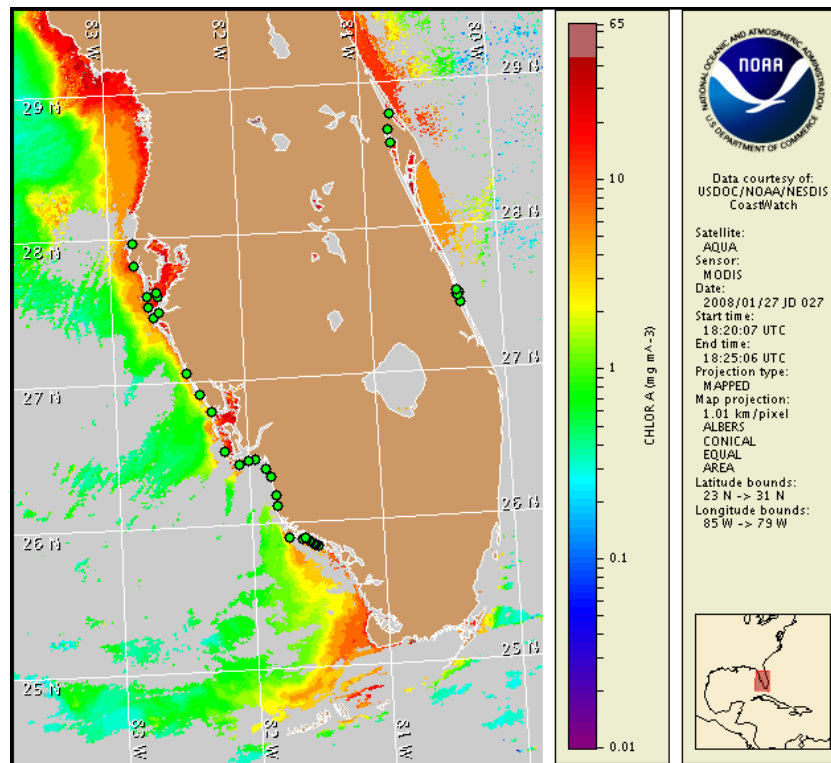 83 W
82 W
81 W
80 W
29 N
29 N
28 N
28 N
27 N
27 N
26 N
26 N
25 N
25 N
83 W
82 W
81 W
65
10
1
0.1
0.01
CHLOR A (mg m^-3)
NATIONAL OCEANIC AND ATMOSPHERIC ADMINISTRATION
NOAA
U.S. DEPARTMENT OF COMMERCE
Data courtesy of:
USDOC/NOAA/NESDIS
CoastWatch
Satellite:
AQUA
Sensor:
MODIS
Date:
2008/01/27 JD 027
Start time:
18:20:07 UTC
End time:
18:25:06 UTC
Projection type:
MAPPED
Map projection:
1.01 km/pixel
ALBERS
CONICAL
EQUAL
AREA
Latitude bounds:
23 N -> 31 N
Longitude bounds:
85 W -> 79 W